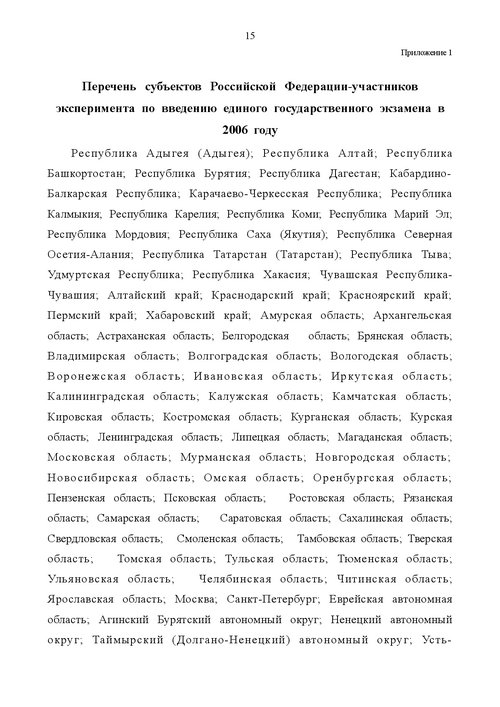 15
Приложение 1
Перечень субъектов Российской Федерации-участников
эксперимента по введению единого государственного экзамена в
2006 году
Республика Адыгея (Адыгея); Республика Алтай; Республика
Башкортостан; Республика Бурятия; Республика Дагестан; Кабардино-
Балкарская Республика; Карачаево-Черкесская Республика; Республика
Калмыкия; Республика Карелия; Республика Коми; Республика Марий Эл;
Республика Мордовия; Республика Саха (Якутия); Республика Северная
Осетия-Алания; Республика Татарстан (Татарстан); Республика Тыва;
Удмуртская Республика; Республика Хакасия; Чувашская Республика-
Чувашия; Алтайский край; Краснодарский край; Красноярский край;
Пермский край; Хабаровский край; Амурская область; Архангельская
область; Астраханская область; Белгородская область; Брянская область;
Владимирская область; Волгоградская область; Вологодская область;
Воронежская область; Ивановская область; Иркутская область;
Калининградская область; Калужская область; Камчатская область;
Кировская область; Костромская область; Курганская область; Курская
область; Ленинградская область; Липецкая область; Магаданская область;
Московская область; Мурманская область; Новгородская область;
Новосибирская область; Омская область; Оренбургская область;
Пензенская область; Псковская область; Ростовская область; Рязанская
область; Самарская область; Саратовская область; Сахалинская область;
Свердловская область; Смоленская область; Тамбовская область; Тверская
область; Томская область; Тульская область; Тюменская область;
Ульяновская область; Челябинская область; Читинская область;
Ярославская область; Москва; Санкт-Петербург; Еврейская автономная
область; Агинский Бурятский автономный округ; Ненецкий автономный
округ; Таймырский (Долгано-Ненецкий) автономный округ; Усть-